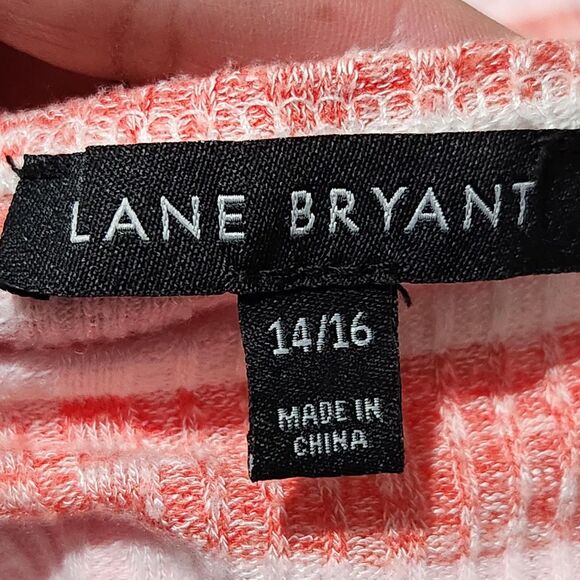 LANE BRYANT
14/16
MADE IN
CHINA